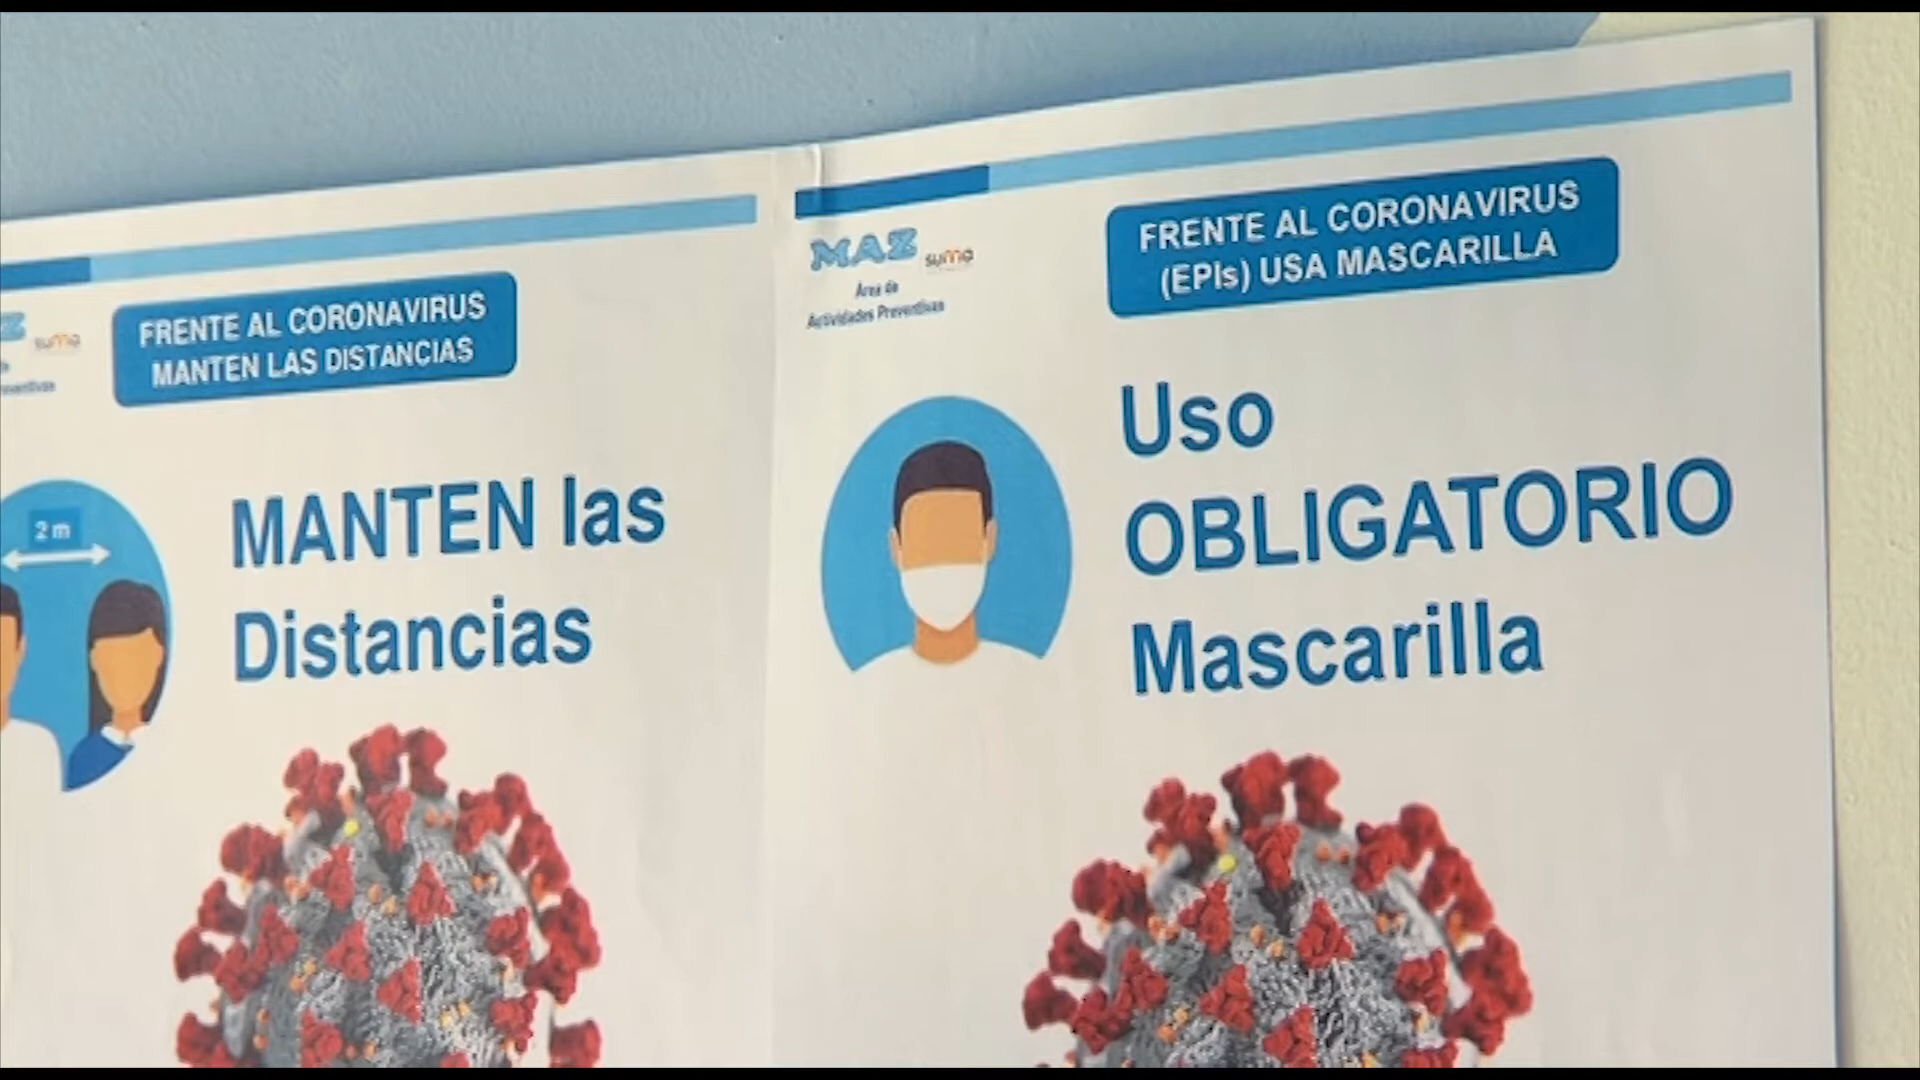 FRENTE AL CORONAVIRUS
MANTEN LAS DISTANCIAS
suma
2 m
MANTEN las
Distancias
MAZ suma
Área de
Actividades Preventivas
FRENTE AL CORONAVIRUS
(EPIs) USA MASCARILLA
Uso
OBLIGATORIO
Mascarilla